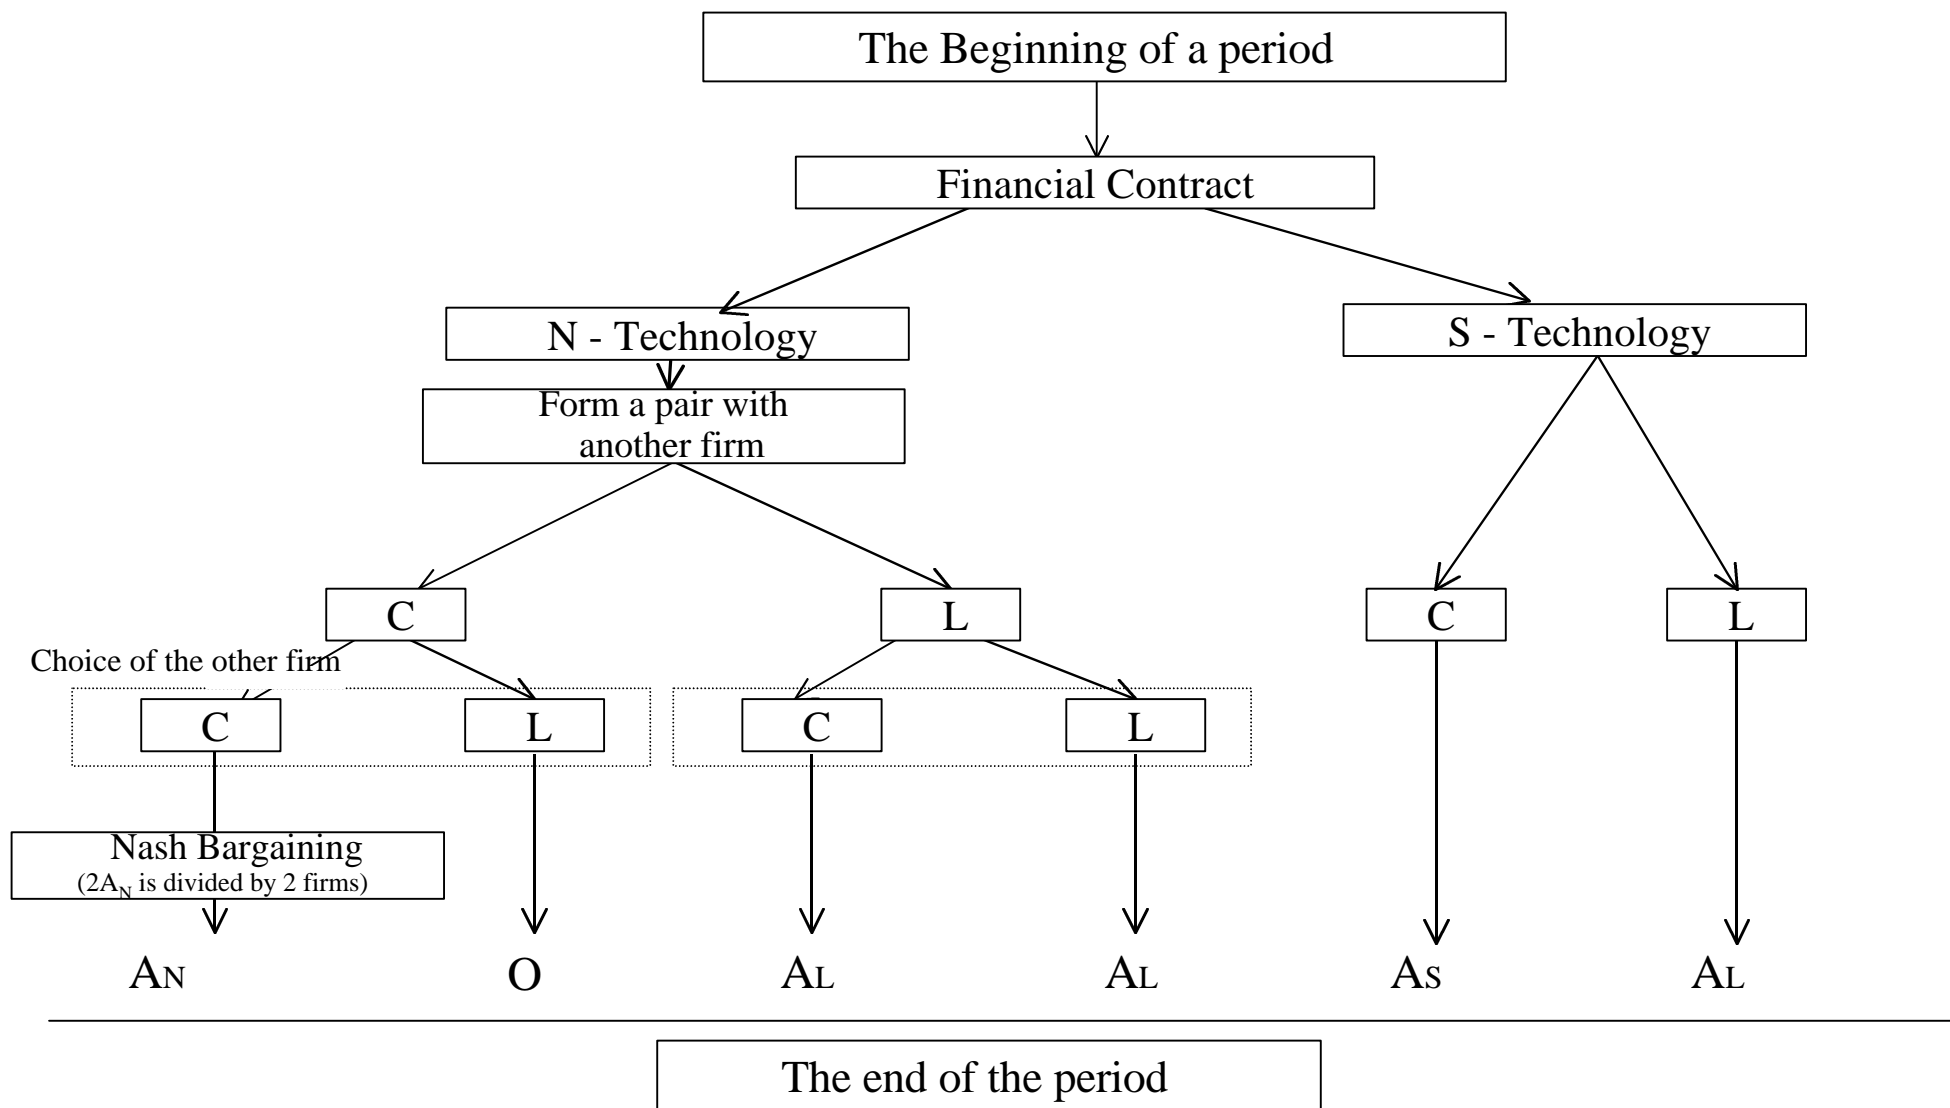 The Beginning of a period
Financial Contract
N - Technology
S - Technology
Form a pair with
another firm
C
L
C
L
Choice of the other firm
C
L
C
L
Nash Bargaining
(2AN is divided by 2 firms)
AN
O
AL
AL
AS
AL
The end of the period